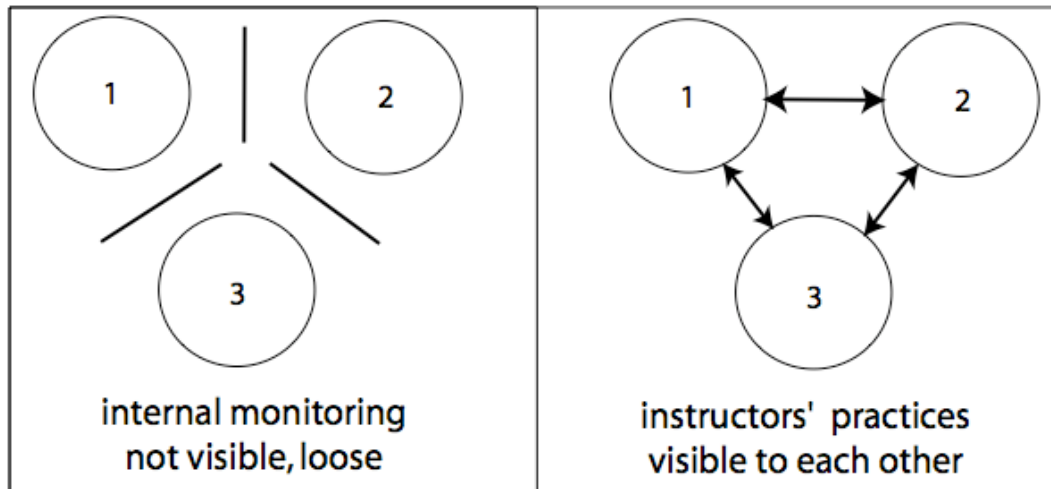 1
2
3
internal monitoring
not visible, loose
1
2
3
instructors' practices
visible to each other